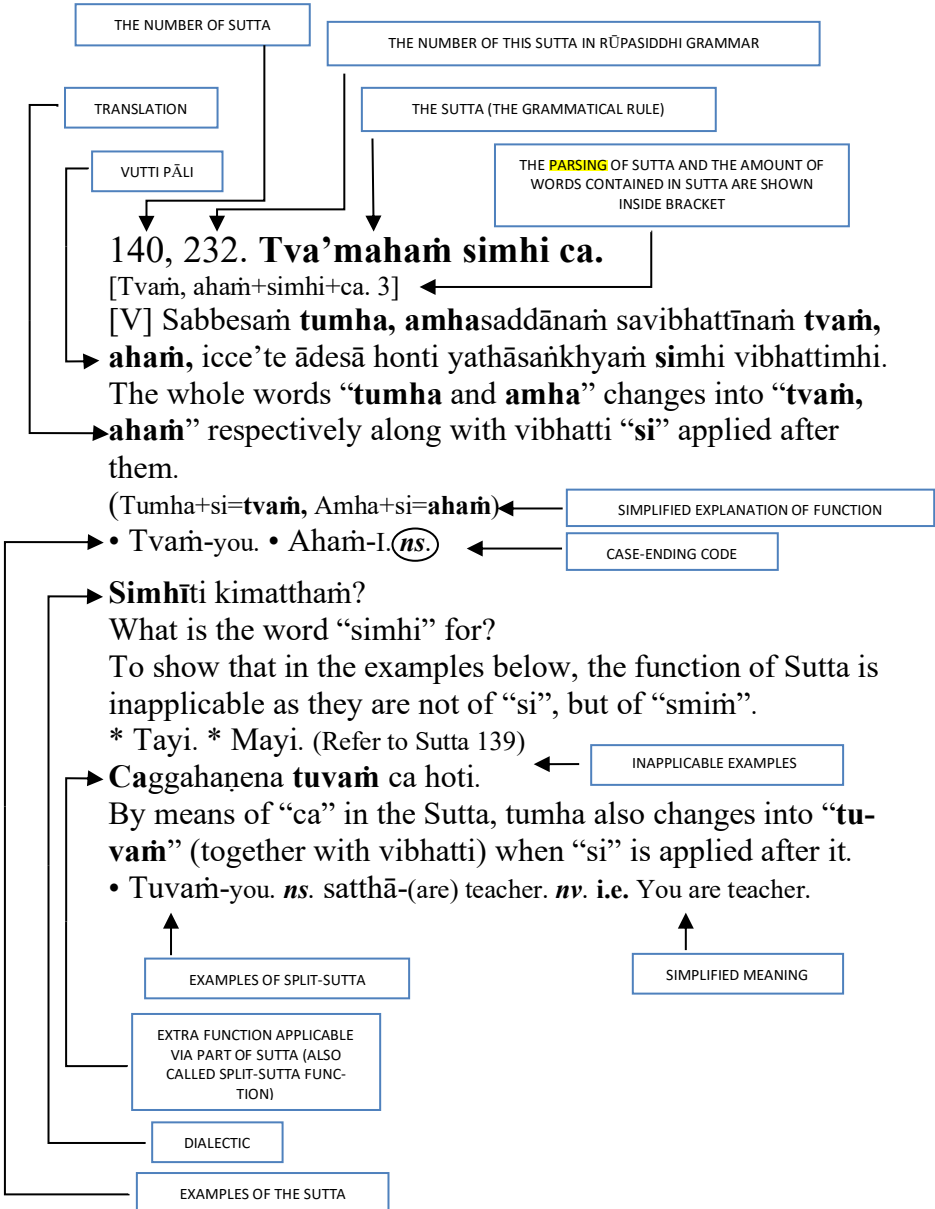 THE NUMBER OF SUTTA
THE NUMBER OF THIS SUTTA IN RŪPASIDDHI GRAMMAR
TRANSLATION
THE SUTTA (THE GRAMMATICAL RULE)
VUTTI PĀLI
THE PARSING OF SUTTA AND THE AMOUNT OF
WORDS CONTAINED IN SUTTA ARE SHOWN
INSIDE BRACKET
140, 232. Tva’mahaṁ simhi ca.
[Tvaṁ, ahaṁ+simhi+ca. 3]
[V] Sabbesaṁ tumha, amhasaddānaṁ savibhattīnaṁ tvaṁ,
ahaṁ, icce’te ādesā honti yathāsaṅkhyaṁ simhi vibhattimhi.
The whole words “tumha and amha” changes into “tvaṁ,
ahaṁ” respectively along with vibhatti “si” applied after
them.
(Tumha+si=tvaṁ, Amha+si=ahaṁ)
SIMPLIFIED EXPLANATION OF FUNCTION
• Tvaṁ-you. • Ahaṁ-I. ns.
CASE-ENDING CODE
Simhīti kimatthaṁ?
What is the word “simhi” for?
To show that in the examples below, the function of Sutta is
inapplicable as they are not of “si”, but of “smiṁ”.
* Tayi. * Mayi. (Refer to Sutta 139)
INAPPLICABLE EXAMPLES
Caggahaṇena tuvaṁ ca hoti.
By means of “ca” in the Sutta, tumha also changes into “tu-
vaṁ” (together with vibhatti) when “si” is applied after it.
• Tuvaṁ-you. ns. satthā-(are) teacher. nv. i.e. You are teacher.
EXAMPLES OF SPLIT-SUTTA
SIMPLIFIED MEANING
EXTRA FUNCTION APPLICABLE
VIA PART OF SUTTA (ALSO
CALLED SPLIT-SUTTA FUNC-
TION)
DIALECTIC
EXAMPLES OF THE SUTTA